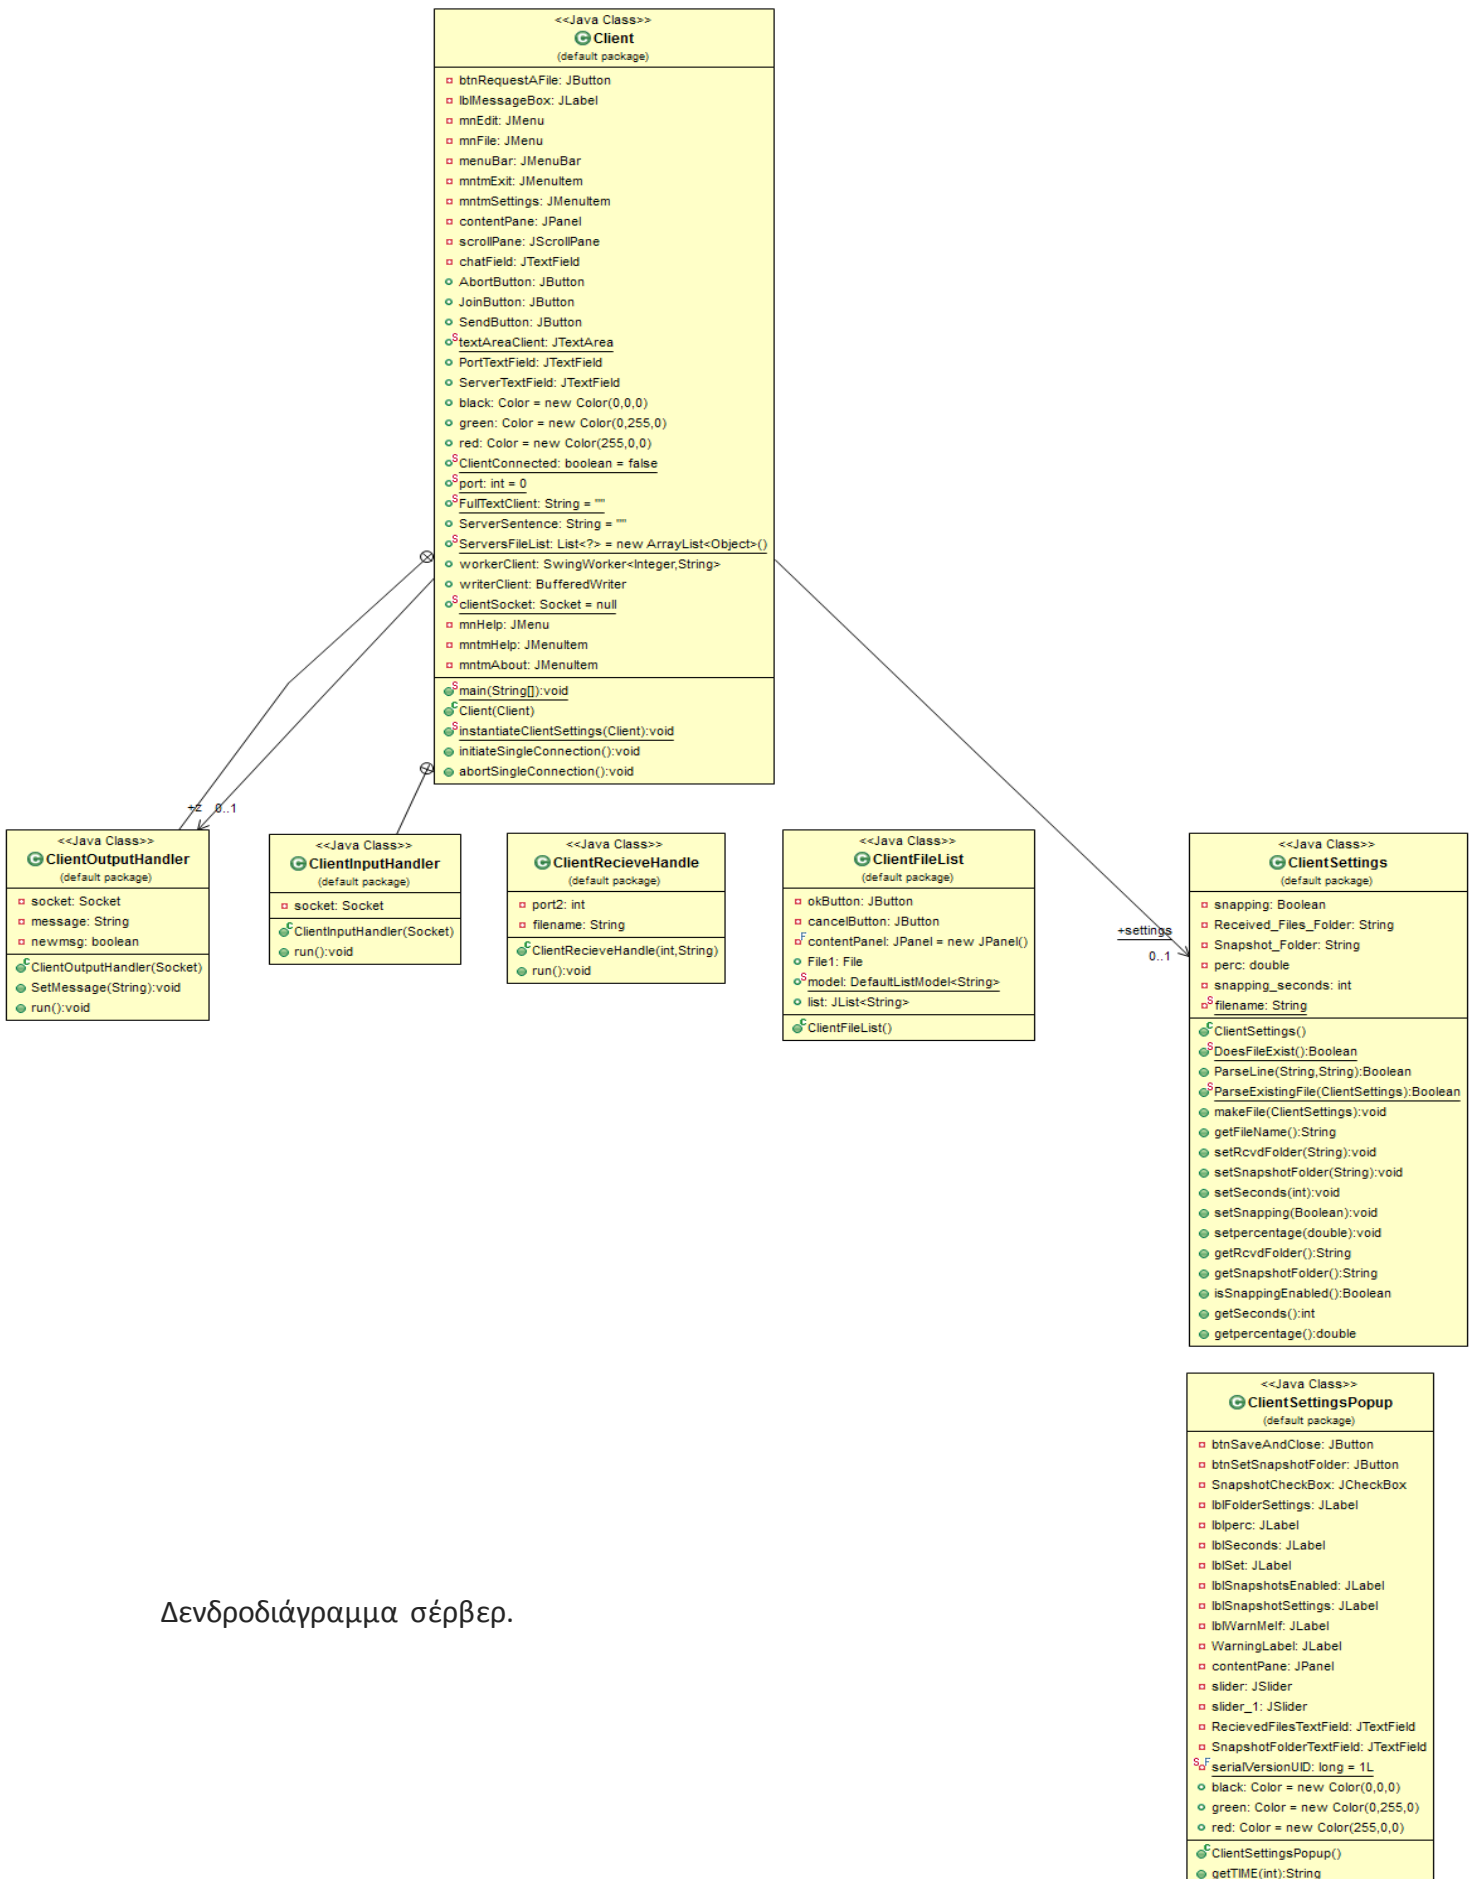 <<Java Class>>
Client
(default package)
btnRequestAFile: JButton
lblMessageBox: JLabel
mnEdit: JMenu
mnFile: JMenu
menuBar: JMenuBar
mntmExit: JMenuItem
mntmSettings: JMenuItem
contentPane: JPanel
scrollPane: JScrollPane
chatField: JTextField
AbortButton: JButton
JoinButton: JButton
SendButton: JButton
S textAreaClient: JTextArea
PortTextField: JTextField
ServerTextField: JTextField
black: Color = new Color(0,0,0)
green: Color = new Color(0,255,0)
red: Color = new Color(255,0,0)
S ClientConnected: boolean = false
S port: int = 0
S FullTextClient: String = ""
ServerSentence: String = ""
S ServersFileList: List<?> = new ArrayList<Object>()
workerClient: SwingWorker<Integer,String>
writerClient: BufferedWriter
S clientSocket: Socket = null
mnHelp: JMenu
mntmHelp: JMenuItem
mntmAbout: JMenuItem
S main(String[]):void
C Client(Client)
S instantiateClientSettings(Client):void
initiateSingleConnection():void
abortSingleConnection():void
+z 0..1
<<Java Class>>
ClientOutputHandler
(default package)
socket: Socket
message: String
newmsg: boolean
C ClientOutputHandler(Socket)
SetMessage(String):void
run():void
<<Java Class>>
ClientInputHandler
(default package)
socket: Socket
C ClientInputHandler(Socket)
run():void
<<Java Class>>
ClientRecieveHandle
(default package)
port2: int
filename: String
C ClientRecieveHandle(int,String)
run():void
<<Java Class>>
ClientFileList
(default package)
okButton: JButton
cancelButton: JButton
F contentPanel: JPanel = new JPanel()
File1: File
S model: DefaultListModel<String>
list: JList<String>
C ClientFileList()
+settings
0..1
<<Java Class>>
ClientSettings
(default package)
snapping: Boolean
Received_Files_Folder: String
Snapshot_Folder: String
perc: double
snapping_seconds: int
S filename: String
C ClientSettings()
S DoesFileExist():Boolean
ParseLine(String,String):Boolean
S ParseExistingFile(ClientSettings):Boolean
makeFile(ClientSettings):void
getFileName():String
setRcvdFolder(String):void
setSnapshotFolder(String):void
setSeconds(int):void
setSnapping(Boolean):void
setpercentage(double):void
getRcvdFolder():String
getSnapshotFolder():String
isSnappingEnabled():Boolean
getSeconds():int
getpercentage():double
<<Java Class>>
ClientSettingsPopup
(default package)
btnSaveAndClose: JButton
btnSetSnapshotFolder: JButton
SnapshotCheckBox: JCheckBox
lblFolderSettings: JLabel
lblperc: JLabel
lblSeconds: JLabel
lblSet: JLabel
lblSnapshotsEnabled: JLabel
lblSnapshotSettings: JLabel
lblWarnMeIf: JLabel
WarningLabel: JLabel
contentPane: JPanel
slider: JSlider
slider_1: JSlider
RecievedFilesTextField: JTextField
SnapshotFolderTextField: JTextField
S F serialVersionUID: long = 1L
black: Color = new Color(0,0,0)
green: Color = new Color(0,255,0)
red: Color = new Color(255,0,0)
C ClientSettingsPopup()
getTIME(int):String
Δενδροδιάγραμμα σέρβερ.